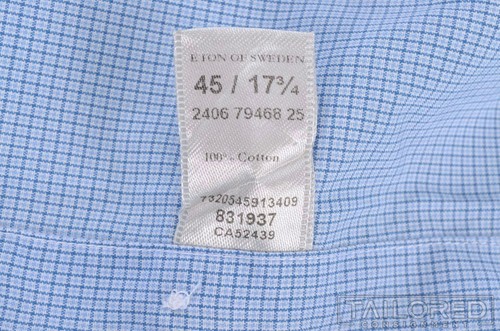 ETON OF SWEDEN
45 / 17¾
2406 79468 25
100% Cotton
7320545913409
831937
CA52439
TAILORED